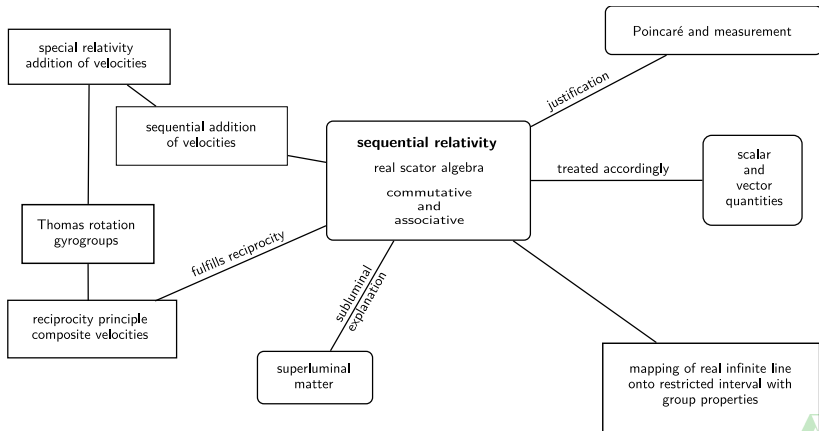 special relativity
addition of velocities
Poincaré and measurement
justification
sequential addition
of velocities
sequential relativity
real scator algebra
commutative
and
associative
treated accordingly
scalar
and
vector
quantities
Thomas rotation
gyrogroups
fulfills reciprocity
subluminal
explanation
reciprocity principle
composite velocities
superluminal
matter
mapping of real infinite line
onto restricted interval with
group properties